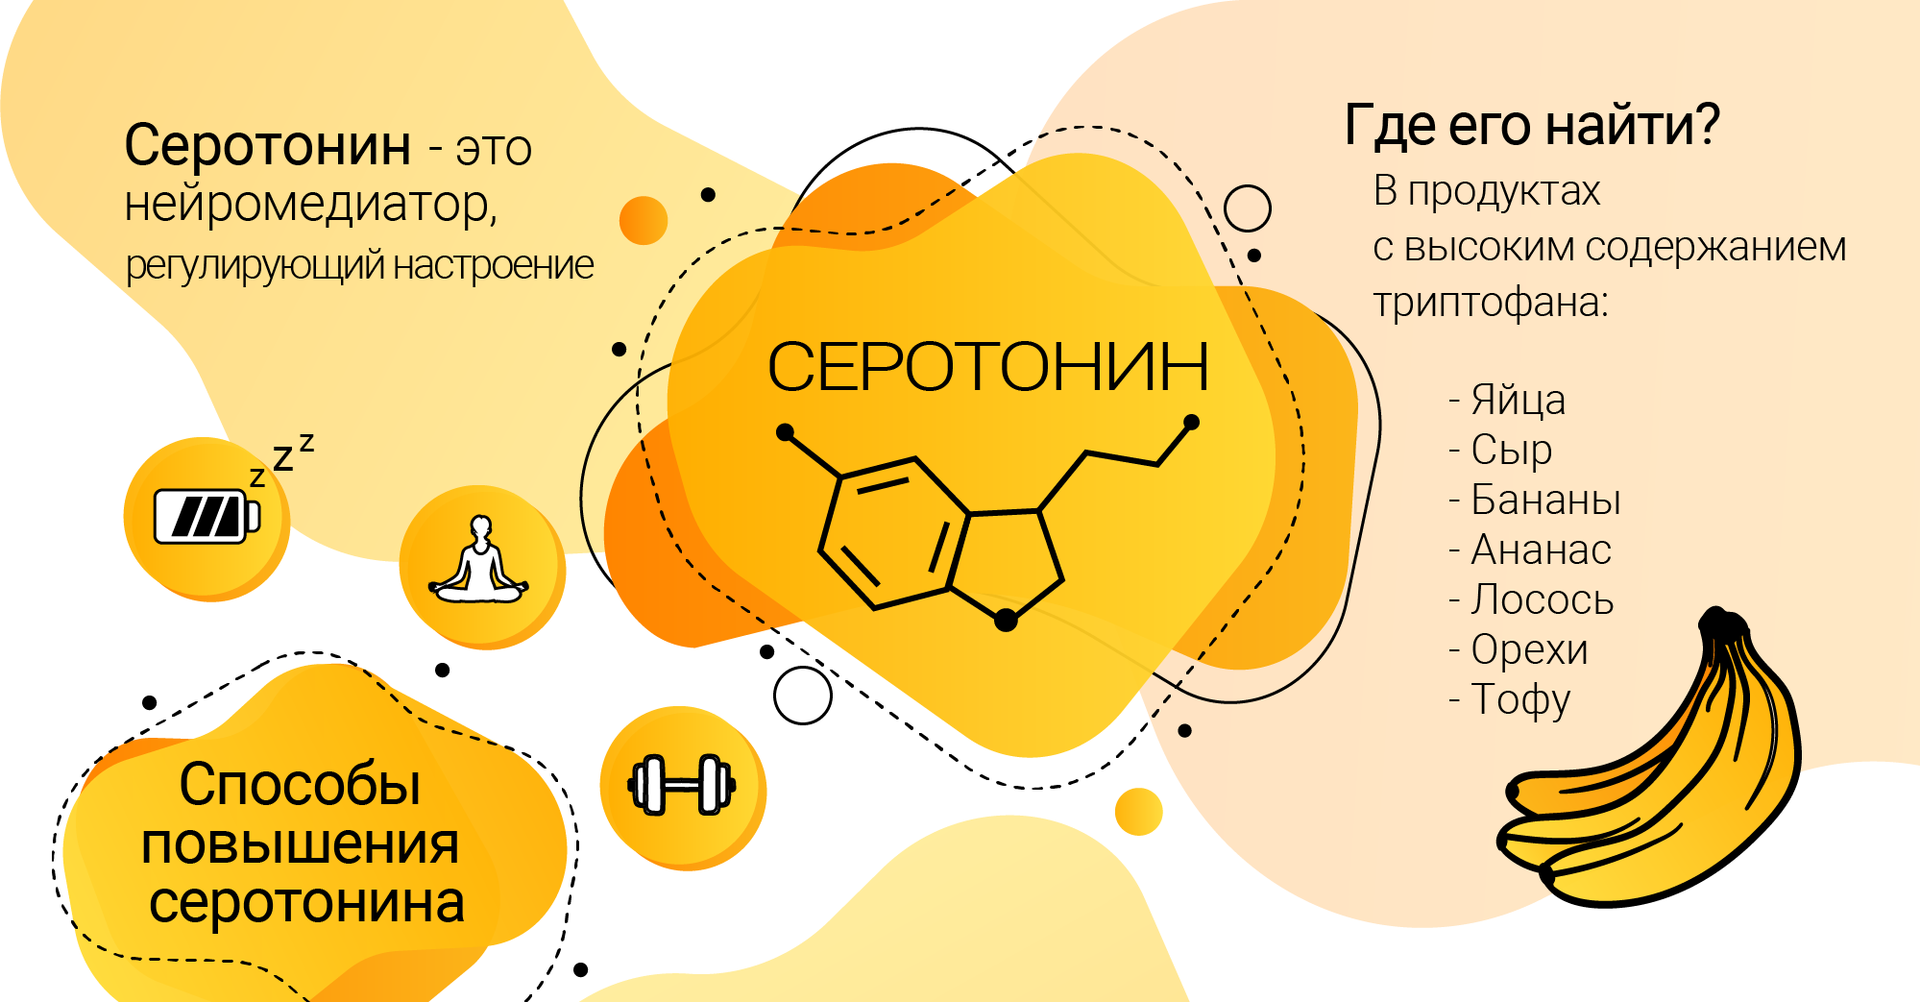 Серотонин - это
нейромедиатор,
регулирующий настроение
z z z
СЕРОТОНИН
Где его найти?
В продуктах
с высоким содержанием
триптофана:
- Яйца
- Сыр
- Бананы
- Ананас
- Лосось
- Орехи
- Тофу
Способы
повышения
серотонина